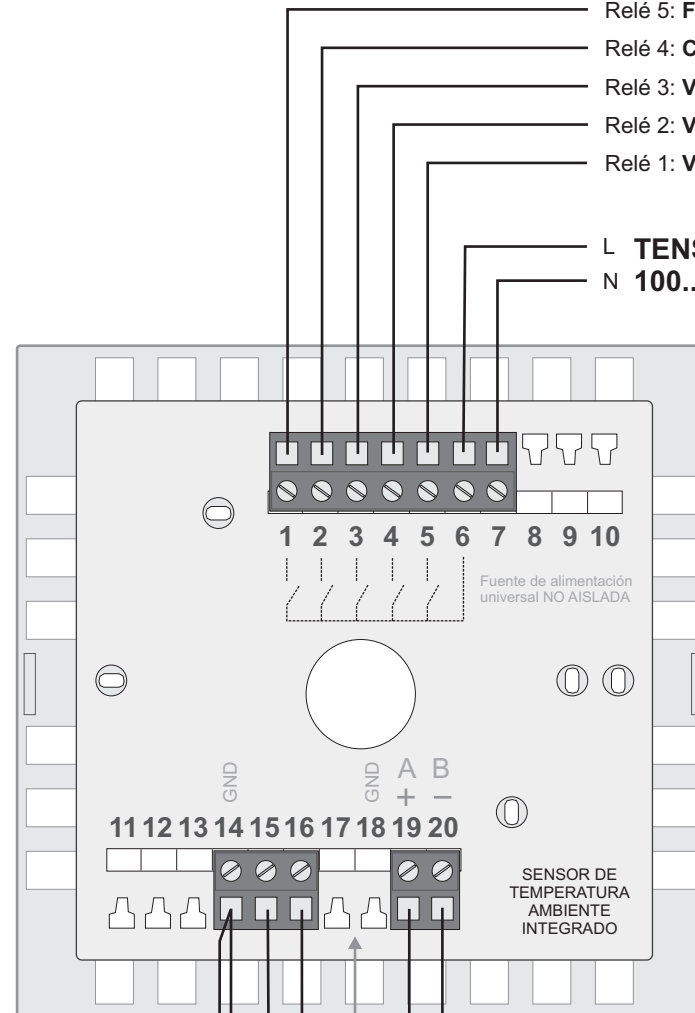 Relé 5: F
Relé 4: C
Relé 3: V
Relé 2: V
Relé 1: V
L TENS
N 100..
1 2 3 4 5 6 7 8 9 10
Fuente de alimentación
universal NO AISLADA
GND GND A B
+ −
11 12 13 14 15 16 17 18 19 20
SENSOR DE
TEMPERATURA
AMBIENTE
INTEGRADO